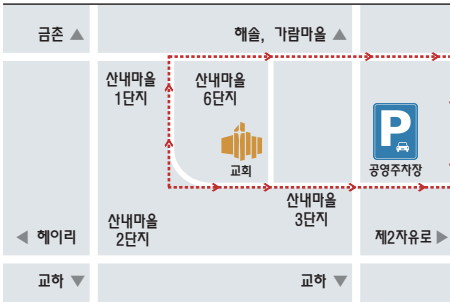 금촌 ▲
해솔, 가람마을 ▲
산내마을
1단지
산내마을
6단지
교회
P
공영주차장
산내마을
3단지
산내마을
2단지
◀ 헤이리
제2자유로 ▶
교하 ▼
교하 ▼